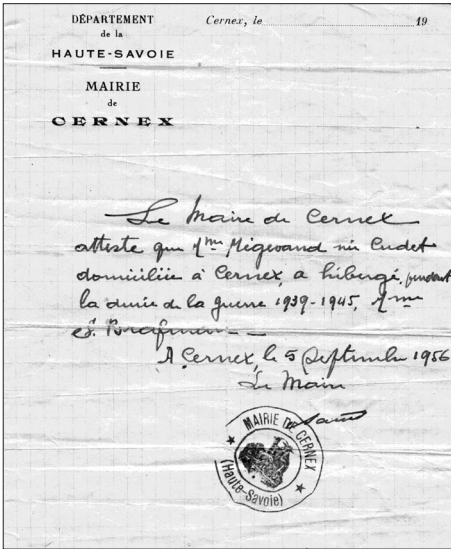 DÉPARTEMENT
de la
HAUTE-SAVOIE
MAIRIE
de
CERNEX
Cernex, le 19
Le Maire de Cernex
atteste que Mme Migevand née Cudet
domiciliée à Cernex, a hébergé, pendant
la durée de la guerre 1939-1945, Mme
S. Brafman
A Cernex, le 5 Septembre 1956
Le Maire
MAIRIE DE CERNEX
(Haute-Savoie)